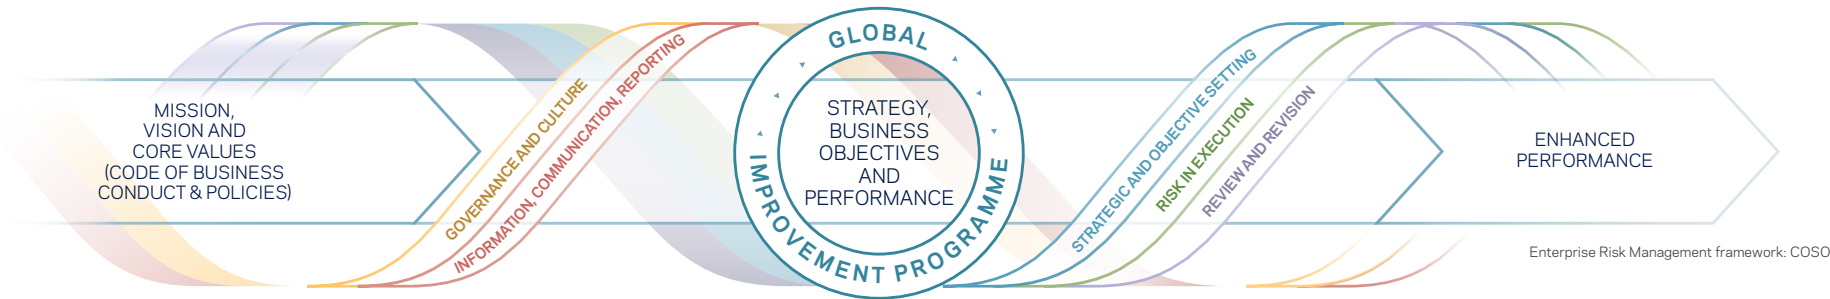 MISSION,
VISION AND
CORE VALUES
(CODE OF BUSINESS
CONDUCT & POLICIES)
GOVERNANCE AND CULTURE
INFORMATION, COMMUNICATION, REPORTING
GLOBAL
IMPROVEMENT PROGRAMME
STRATEGY,
BUSINESS
OBJECTIVES
AND
PERFORMANCE
STRATEGIC AND OBJECTIVE SETTING
RISK IN EXECUTION
REVIEW AND REVISION
ENHANCED
PERFORMANCE
Enterprise Risk Management framework: COSO